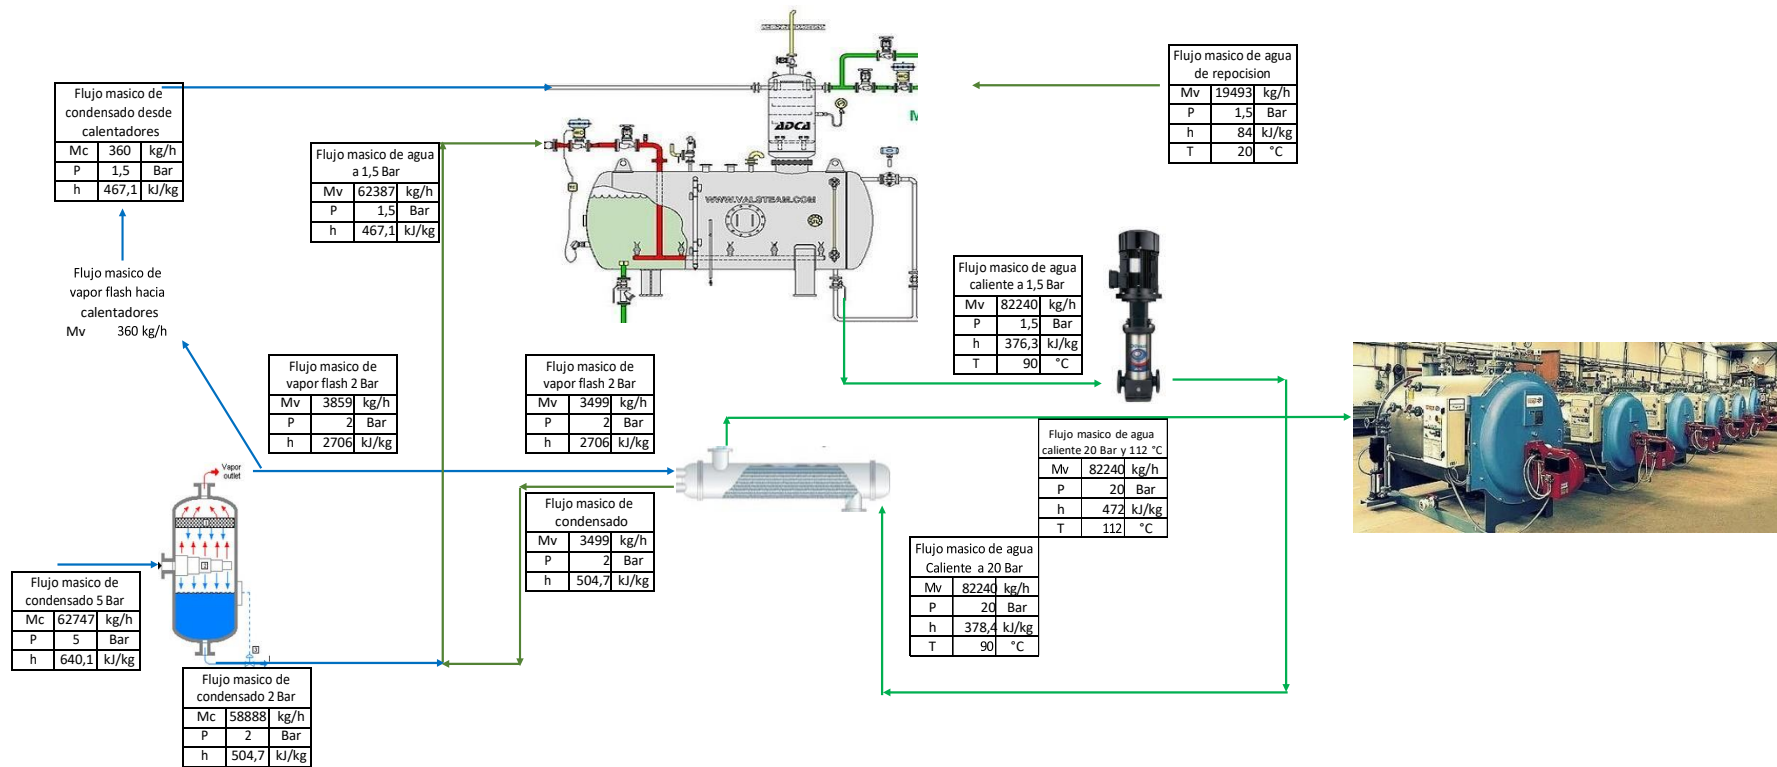 Flujo masico de
condensado desde
calentadores
Mc 360 kg/h
P 1,5 Bar
h 467,1 kJ/kg
Flujo masico de agua
a 1,5 Bar
Mv 62387 kg/h
P 1,5 Bar
h 467,1 kJ/kg
ADCA
WWW.VALSTEAM.COM
M
Flujo masico de agua
de repocision
Mv 19493 kg/h
P 1,5 Bar
h 84 kJ/kg
T 20 °C
Flujo masico de
vapor flash hacia
calentadores
Mv 360 kg/h
Flujo masico de agua
caliente a 1,5 Bar
Mv 82240 kg/h
P 1,5 Bar
h 376,3 kJ/kg
T 90 °C
Flujo masico de
vapor flash 2 Bar
Mv 3859 kg/h
P 2 Bar
h 2706 kJ/kg
Flujo masico de
vapor flash 2 Bar
Mv 3499 kg/h
P 2 Bar
h 2706 kJ/kg
Flujo masico de agua
caliente 20 Bar y 112 °C
Mv 82240 kg/h
P 20 Bar
h 472 kJ/kg
T 112 °C
Vapor
outlet
Flujo masico de
condensado
Mv 3499 kg/h
P 2 Bar
h 504,7 kJ/kg
Flujo masico de agua
Caliente a 20 Bar
Mv 82240 kg/h
P 20 Bar
h 378,4 kJ/kg
T 90 °C
Flujo masico de
condensado 5 Bar
Mc 62747 kg/h
P 5 Bar
h 640,1 kJ/kg
Flujo masico de
condensado 2 Bar
Mc 58888 kg/h
P 2 Bar
h 504,7 kJ/kg